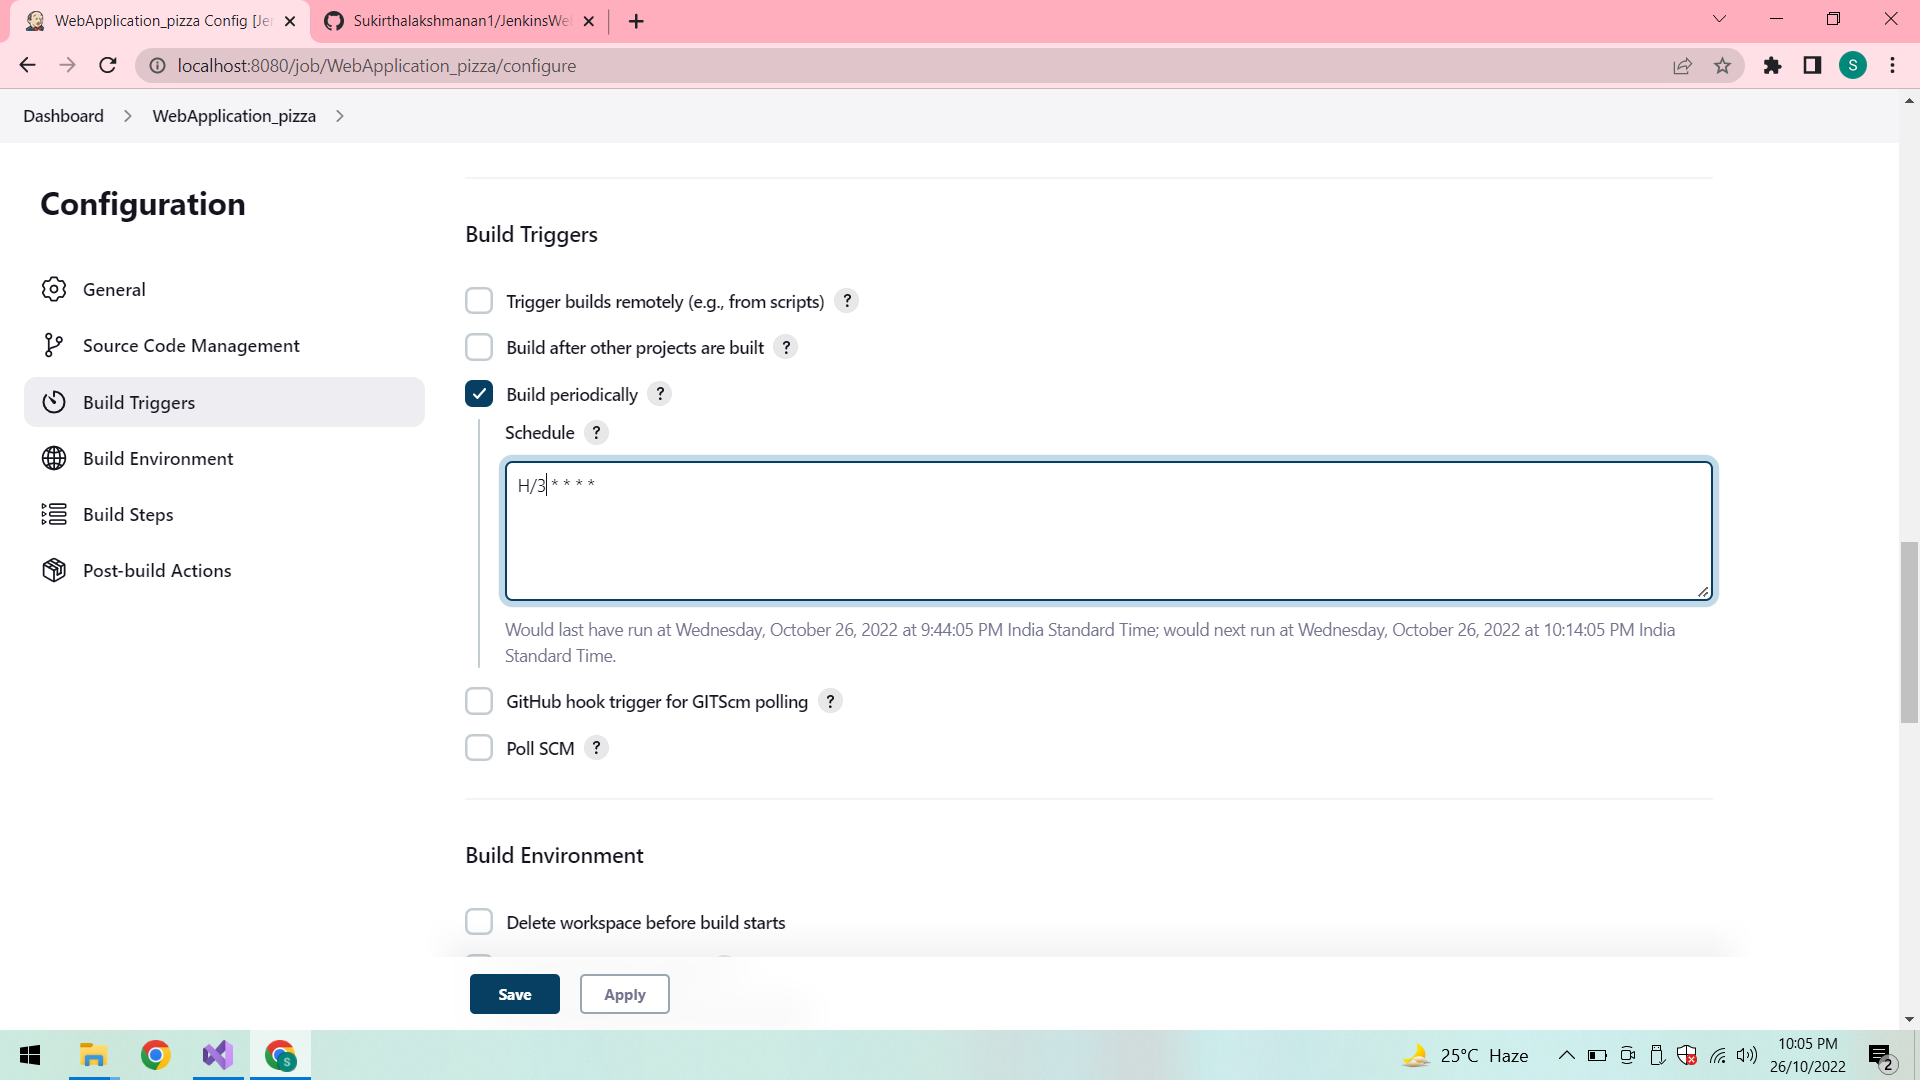 WebApplication_pizza Config [Je
Sukirthalakshmanan1/JenkinsWe
localhost:8080/job/WebApplication_pizza/configure
S
Dashboard
WebApplication_pizza
Configuration
General
Source Code Management
Build Triggers
Build Environment
Build Steps
Post-build Actions
Build Triggers
Trigger builds remotely (e.g., from scripts) ?
Build after other projects are built ?
Build periodically ?
Schedule ?
H/3 * * * *
Would last have run at Wednesday, October 26, 2022 at 9:44:05 PM India Standard Time; would next run at Wednesday, October 26, 2022 at 10:14:05 PM India
Standard Time.
GitHub hook trigger for GITScm polling ?
Poll SCM ?
Build Environment
Delete workspace before build starts
Save
Apply
S
25°C Haze
10:05 PM
26/10/2022
2